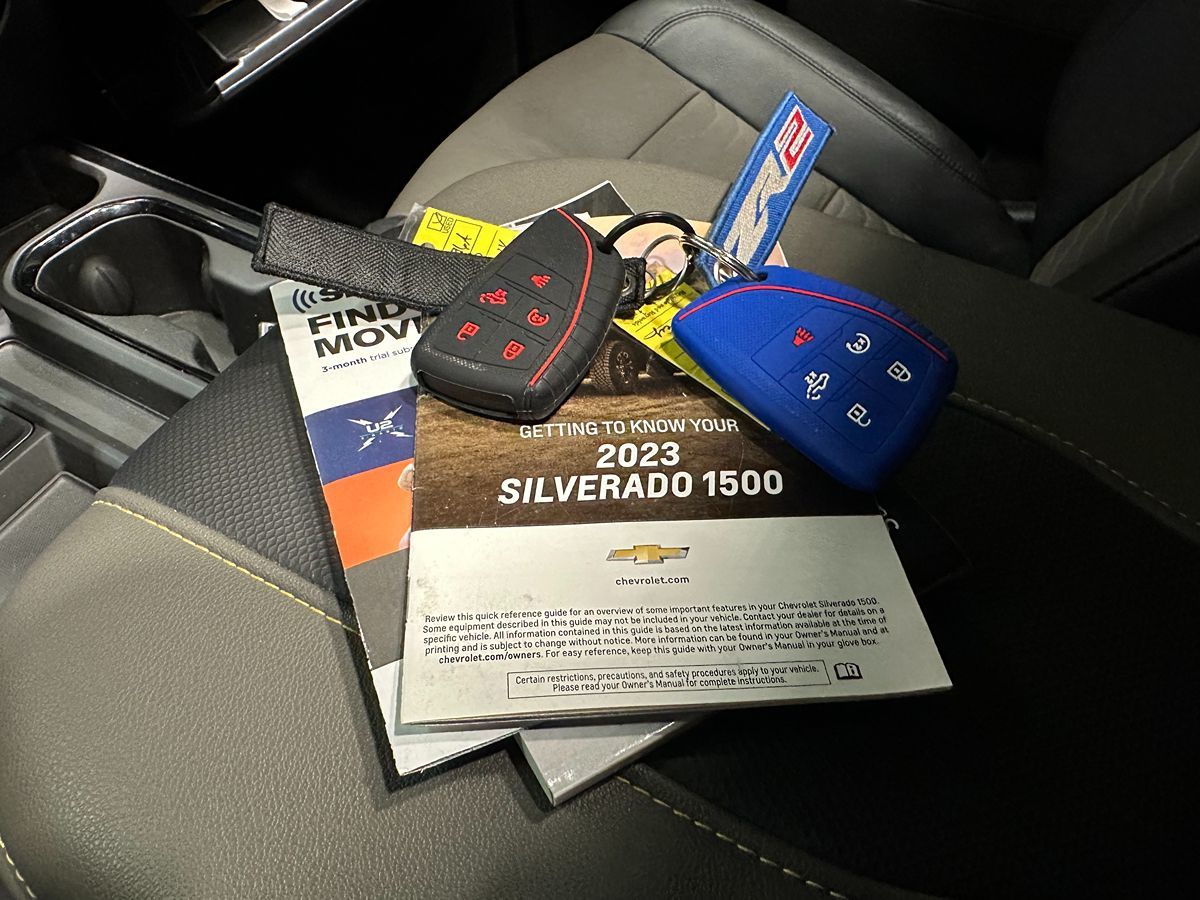 USED
FIND
MOVI
3-month trial subs
U2
x2
x2
GETTING TO KNOW YOUR
2023
SILVERADO 1500
chevrolet.com
Review this quick reference guide for an overview of some important features in your Chevrolet Silverado 1500.
Some equipment described in this guide may not be included in your vehicle. Contact your dealer for details on a
specific vehicle. All information contained in this guide is based on the latest information available at the time of
printing and is subject to change without notice. More information can be found in your Owner's Manual and at
chevrolet.com/owners. For easy reference, keep this guide with your Owner's Manual in your glove box.
Certain restrictions, precautions, and safety procedures apply to your vehicle.
Please read your Owner's Manual for complete instructions.